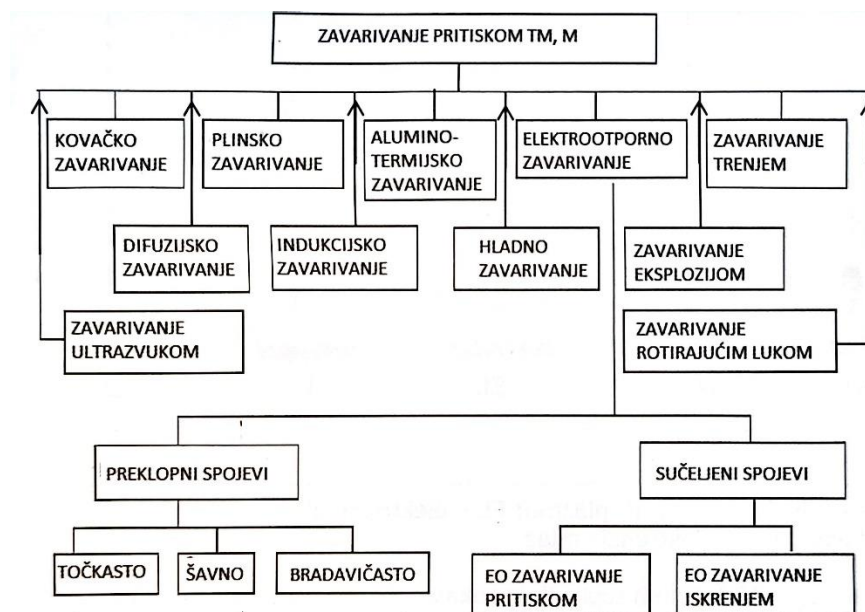 ZAVARIVANJE PRITISKOM TM, M
KOVAČKO
ZAVARIVANJE
PLINSKO
ZAVARIVANJE
ALUMINO-
TERMIJSKO
ZAVARIVANJE
ELEKTROOTPORNO
ZAVARIVANJE
ZAVARIVANJE
TRENJEM
DIFUZIJSKO
ZAVARIVANJE
INDUKCIJSKO
ZAVARIVANJE
HLADNO
ZAVARIVANJE
ZAVARIVANJE
EKSPLOZIJOM
ZAVARIVANJE
ULTRAZVUKOM
ZAVARIVANJE
ROTIRAJUĆIM LUKOM
PREKLOPNI SPOJEVI
SUČELJENI SPOJEVI
TOČKASTO
ŠAVNO
BRADAVIČASTO
EO ZAVARIVANJE
PRITISKOM
EO ZAVARIVANJE
ISKRENJEM